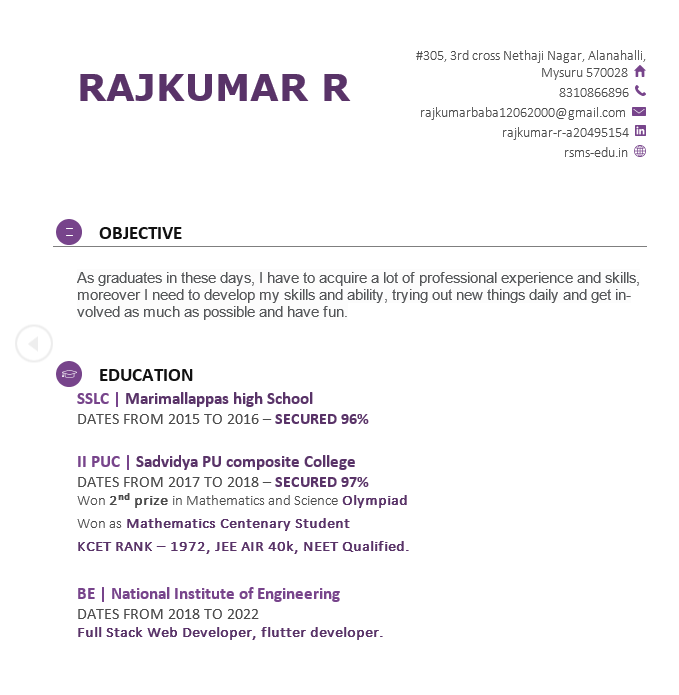 RAJKUMAR R
#305, 3rd cross Nethaji Nagar, Alanahalli,
Mysuru 570028
8310866896
rajkumarbaba12062000@gmail.com
rajkumar-r-a20495154
rsms-edu.in
OBJECTIVE
As graduates in these days, I have to acquire a lot of professional experience and skills,
moreover I need to develop my skills and ability, trying out new things daily and get in-
volved as much as possible and have fun.
EDUCATION
SSLC | Marimallappas high School
DATES FROM 2015 TO 2016 – SECURED 96%
II PUC | Sadvidya PU composite College
DATES FROM 2017 TO 2018 – SECURED 97%
Won 2nd prize in Mathematics and Science Olympiad
Won as Mathematics Centenary Student
KCET RANK – 1972, JEE AIR 40k, NEET Qualified.
BE | National Institute of Engineering
DATES FROM 2018 TO 2022
Full Stack Web Developer, flutter developer.